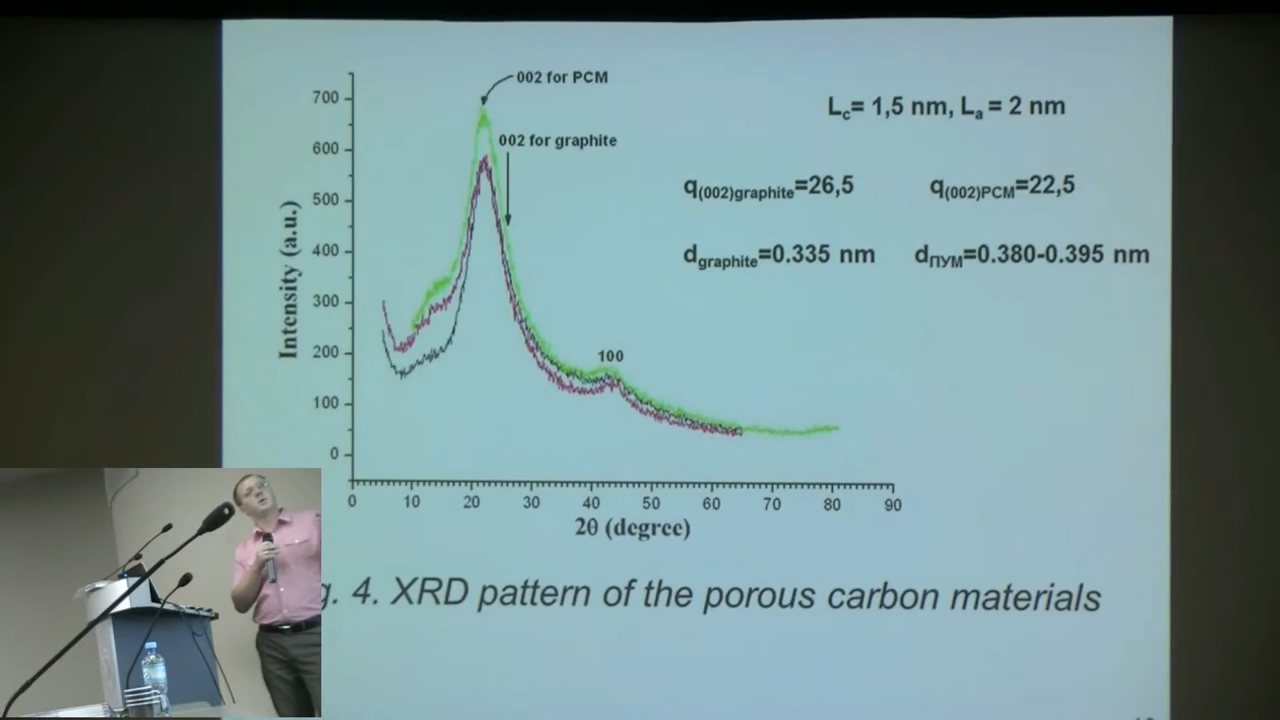 002 for PCM
700
600
500
400
300
200
100
0
Intensity (a.u.)
002 for graphite
100
0 10 20 30 40 50 60 70 80 90
2θ (degree)
Lc= 1,5 nm, La = 2 nm
q(002)graphite=26,5 q(002)PCM=22,5
dgraphite=0.335 nm dПУМ=0.380-0.395 nm
g. 4. XRD pattern of the porous carbon materials